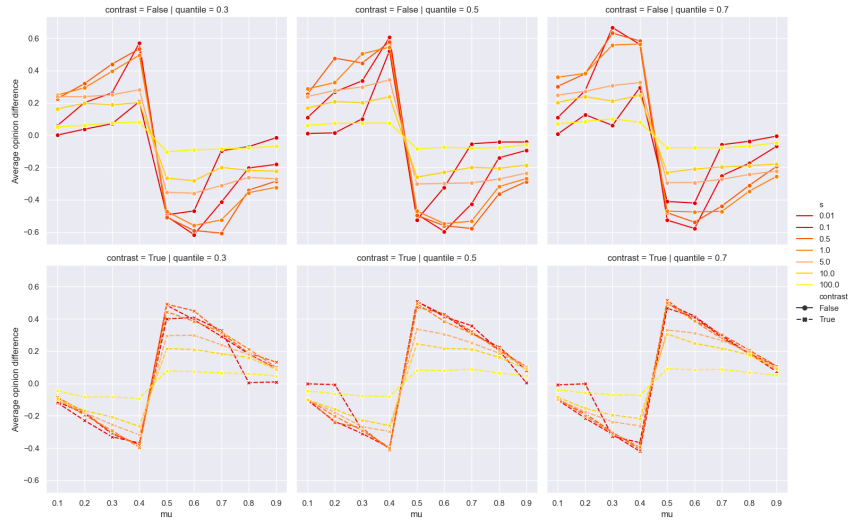 contrast = False | quantile = 0.3
contrast = False | quantile = 0.5
contrast = False | quantile = 0.7
Average opinion difference
0.6
0.4
0.2
0.0
−0.2
−0.4
−0.6
s
0.01
0.1
0.5
1.0
5.0
10.0
100.0
contrast
False
True
contrast = True | quantile = 0.3
contrast = True | quantile = 0.5
contrast = True | quantile = 0.7
Average opinion difference
0.6
0.4
0.2
0.0
−0.2
−0.4
−0.6
0.1 0.2 0.3 0.4 0.5 0.6 0.7 0.8 0.9
0.1 0.2 0.3 0.4 0.5 0.6 0.7 0.8 0.9
0.1 0.2 0.3 0.4 0.5 0.6 0.7 0.8 0.9
mu
mu
mu